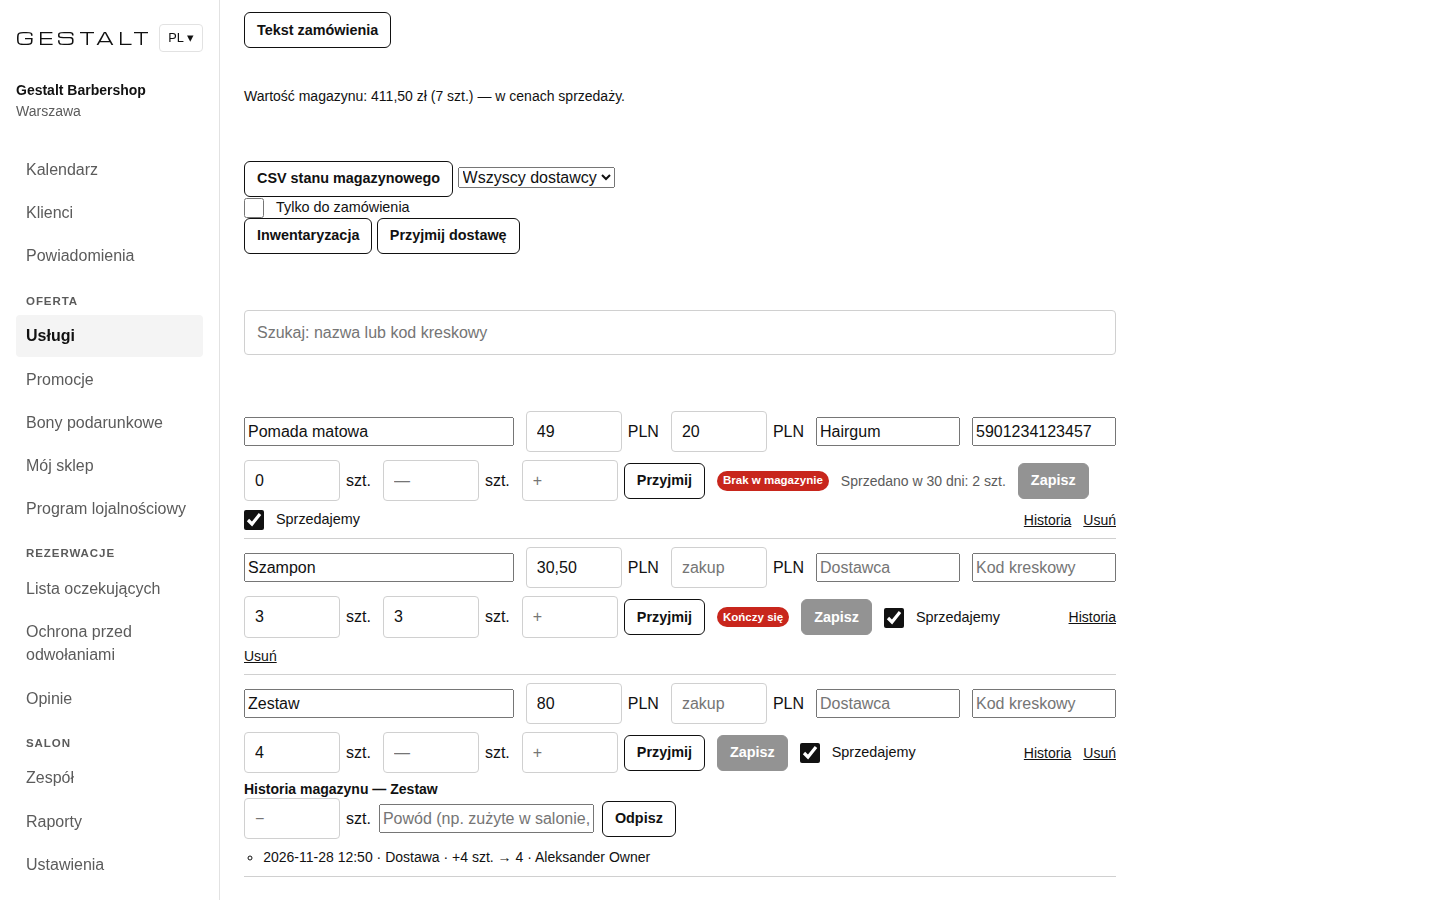 GESTALT
PL ▾
Gestalt Barbershop
Warszawa
Kalendarz
Klienci
Powiadomienia
OFERTA
Usługi
Promocje
Bony podarunkowe
Mój sklep
Program lojalnościowy
REZERWACJE
Lista oczekujących
Ochrona przed
odwołaniami
Opinie
SALON
Zespół
Raporty
Ustawienia
Tekst zamówienia
Wartość magazynu: 411,50 zł (7 szt.) — w cenach sprzedaży.
CSV stanu magazynowego Wszyscy dostawcy
Tylko do zamówienia
Inwentaryzacja Przyjmij dostawę
Szukaj: nazwa lub kod kreskowy
Pomada matowa 49 PLN 20 PLN Hairgum 5901234123457
0 szt. — szt. + Przyjmij Brak w magazynie Sprzedano w 30 dni: 2 szt. Zapisz
Sprzedajemy Historia Usuń
Szampon 30,50 PLN zakup PLN Dostawca Kod kreskowy
3 szt. 3 szt. + Przyjmij Kończy się Zapisz Sprzedajemy Historia
Usuń
Zestaw 80 PLN zakup PLN Dostawca Kod kreskowy
4 szt. — szt. + Przyjmij Zapisz Sprzedajemy Historia Usuń
Historia magazynu — Zestaw
− szt. Powód (np. zużyte w salonie, Odpisz
2026-11-28 12:50 · Dostawa · +4 szt. → 4 · Aleksander Owner